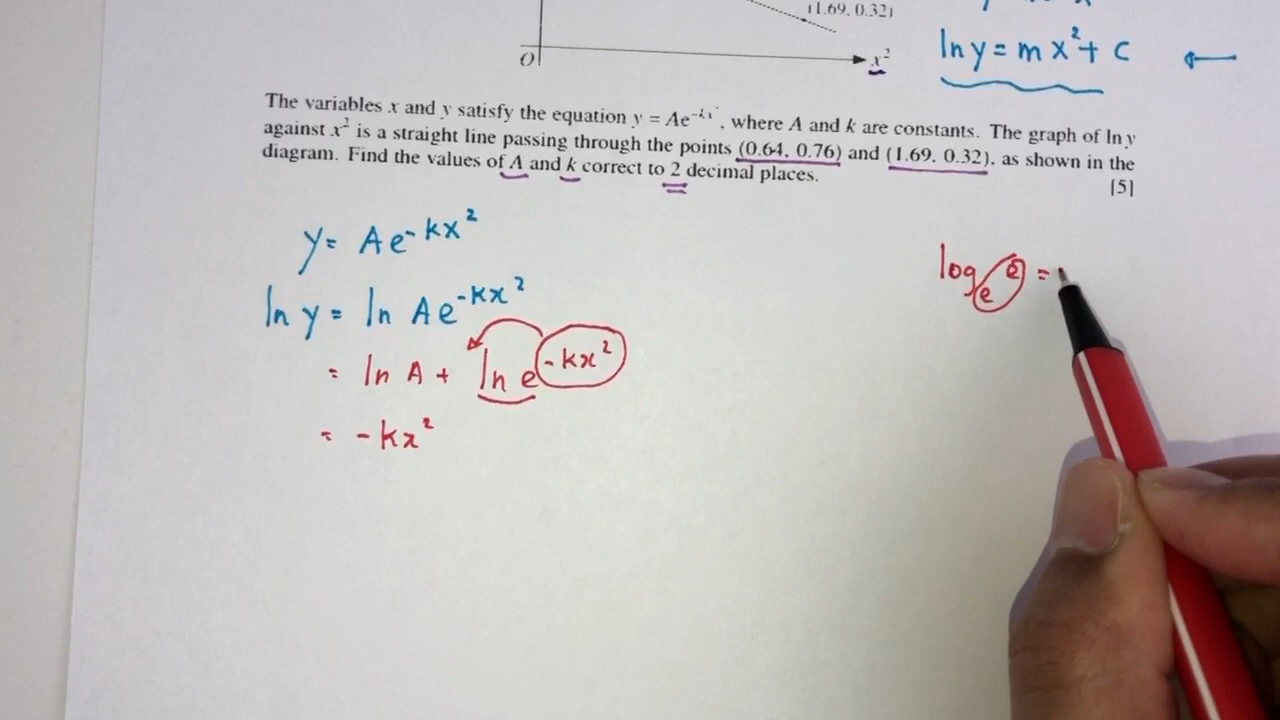 (1.69, 0.32)
O
x²
ln y = mx² + c
The variables x and y satisfy the equation y = Ae^(-kx²), where A and k are constants. The graph of ln y
against x² is a straight line passing through the points (0.64, 0.76) and (1.69, 0.32), as shown in the
diagram. Find the values of A and k correct to 2 decimal places.
[5]
y = Ae^(-kx²)
ln y = ln Ae^(-kx²)
= ln A + ln e^(-kx²)
= -kx²
log_e e =